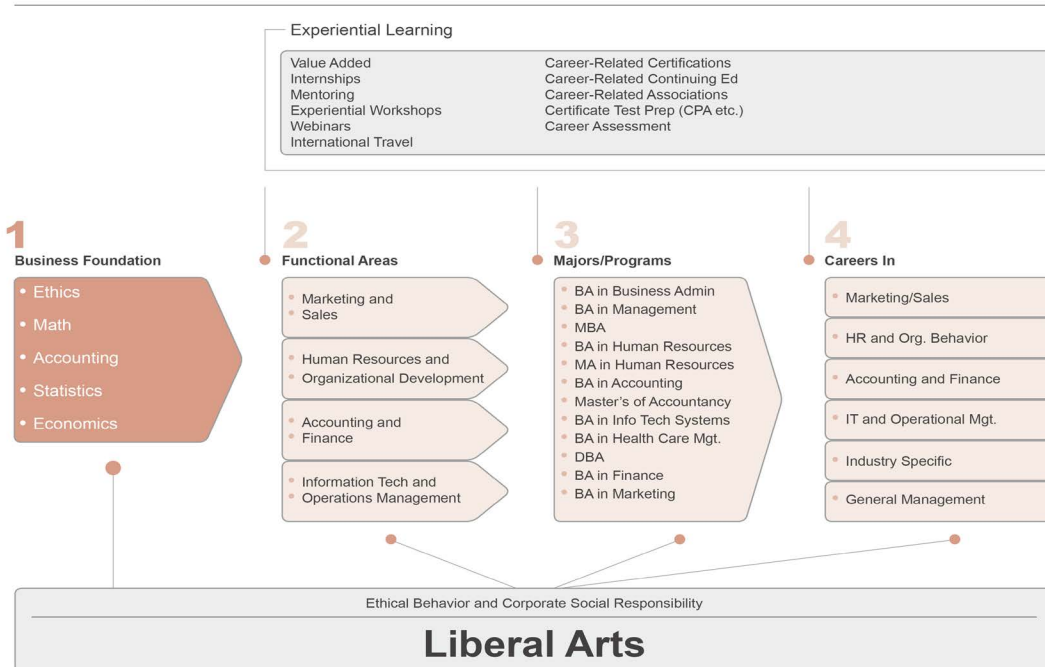 Experiential Learning
Value Added
Internships
Mentoring
Experiential Workshops
Webinars
International Travel
Career-Related Certifications
Career-Related Continuing Ed
Career-Related Associations
Certificate Test Prep (CPA etc.)
Career Assessment
1
Business Foundation
• Ethics
• Math
• Accounting
• Statistics
• Economics
2
Functional Areas
• Marketing and
• Sales
• Human Resources and
• Organizational Development
• Accounting and
• Finance
• Information Tech and
• Operations Management
3
Majors/Programs
• BA in Business Admin
• BA in Management
• MBA
• BA in Human Resources
• MA in Human Resources
• BA in Accounting
• Master's of Accountancy
• BA in Info Tech Systems
• BA in Health Care Mgt.
• DBA
• BA in Finance
• BA in Marketing
4
Careers In
• Marketing/Sales
• HR and Org. Behavior
• Accounting and Finance
• IT and Operational Mgt.
• Industry Specific
• General Management
Ethical Behavior and Corporate Social Responsibility
Liberal Arts